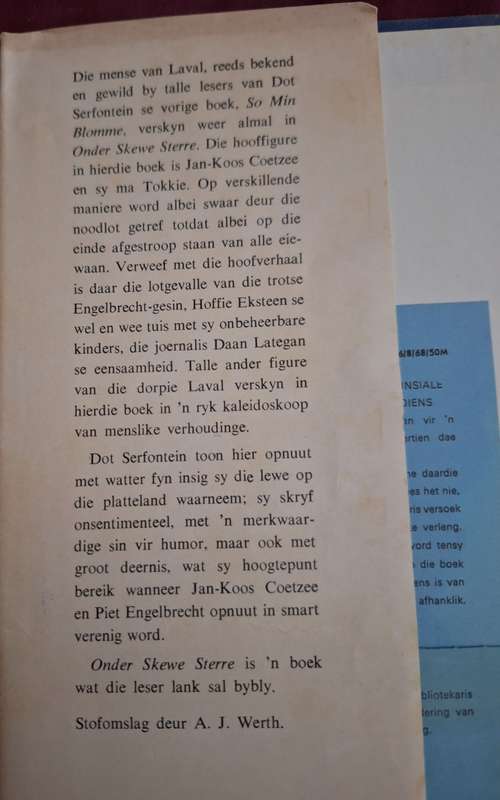 Die mense van Laval, reeds bekend
en gewild by talle lesers van Dot
Serfontein se vorige boek, So Min
Blomme, verskyn weer almal in
Onder Skewe Sterre. Die hooffigure
in hierdie boek is Jan-Koos Coetzee
en sy ma Tokkie. Op verskillende
maniere word albei swaar deur die
noodlot getref totdat albei op die
einde afgestroop staan van alle eie-
waan. Verweef met die hoofverhaal
is daar die lotgevalle van die trotse
Engelbrecht-gesin, Hoffie Eksteen se
wel en wee tuis met sy onbeheerbare
kinders, die joernalis Daan Lategan
se eensaamheid. Talle ander figure
van die dorpie Laval verskyn in
hierdie boek in 'n ryk kaleidoskoop
van menslike verhoudinge.
Dot Serfontein toon hier opnuut
met watter fyn insig sy die lewe op
die platteland waarneem; sy skryf
onsentimenteel, met 'n merkwaar-
dige sin vir humor, maar ook met
groot deernis, wat sy hoogtepunt
bereik wanneer Jan-Koos Coetzee
en Piet Engelbrecht opnuut in smart
verenig word.
Onder Skewe Sterre is 'n boek
wat die leser lank sal bybly.
Stofomslag deur A. J. Werth.
6/8/68/50M
INSIALE
DIENS
n vir 'n
ertien dae
ne daardie
es het nie,
ns versoek
te verleng.
vord tensy
n die boek
ens is van
afhanklik.
bliotekaris
dering van
g.